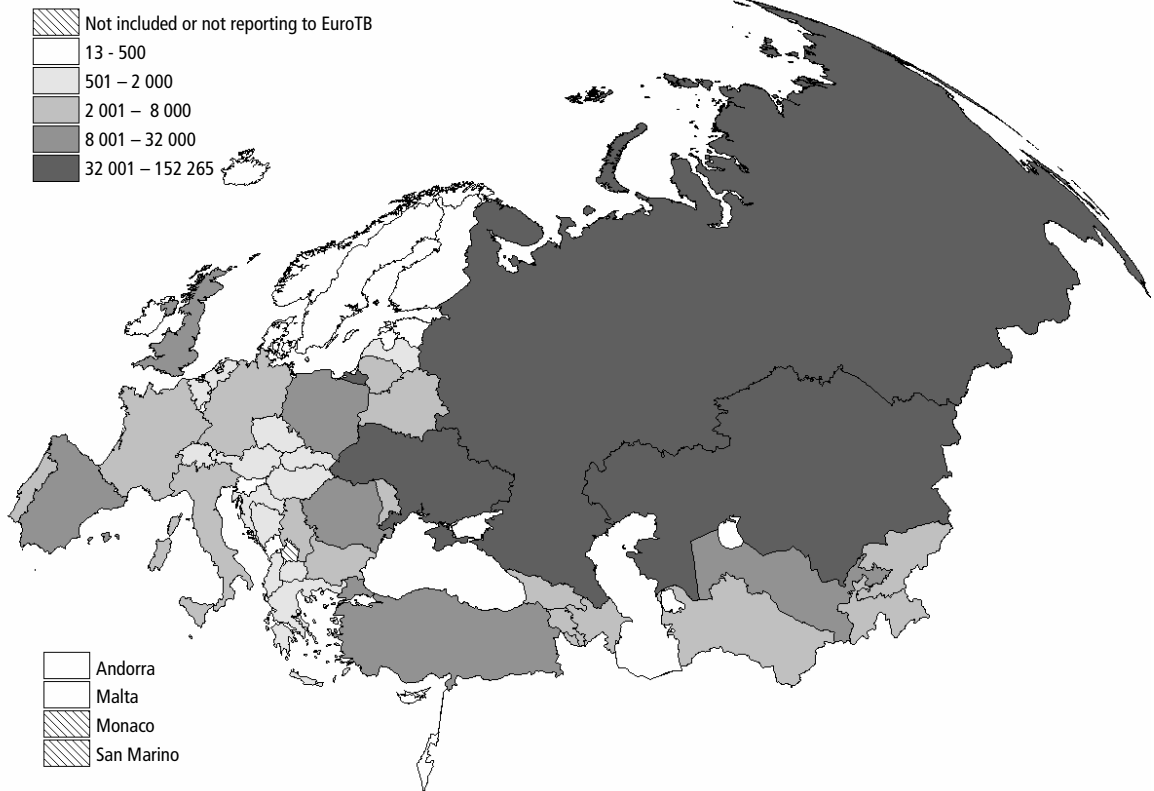 Not included or not reporting to EuroTB
13 - 500
501 – 2 000
2 001 – 8 000
8 001 – 32 000
32 001 – 152 265
Andorra
Malta
Monaco
San Marino